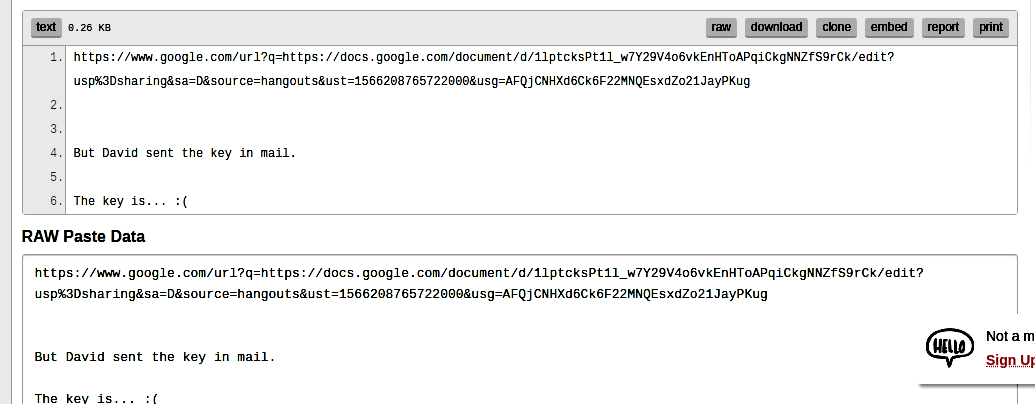 text 0.26 KB raw download clone embed report print
1. https://www.google.com/url?q=https://docs.google.com/document/d/1lptcksPt1l_w7Y29V4o6vkEnHToAPqiCkgNNZfS9rCk/edit?
usp%3Dsharing&sa=D&source=hangouts&ust=1566208765722000&usg=AFQjCNHXd6Ck6F22MNQEsxdZo21JayPKug
2.
3.
4. But David sent the key in mail.
5.
6. The key is... :(
RAW Paste Data
https://www.google.com/url?q=https://docs.google.com/document/d/1lptcksPt1l_w7Y29V4o6vkEnHToAPqiCkgNNZfS9rCk/edit?
usp%3Dsharing&sa=D&source=hangouts&ust=1566208765722000&usg=AFQjCNHXd6Ck6F22MNQEsxdZo21JayPKug
But David sent the key in mail.
The key is... :(
HELLO
Not a m
Sign Up